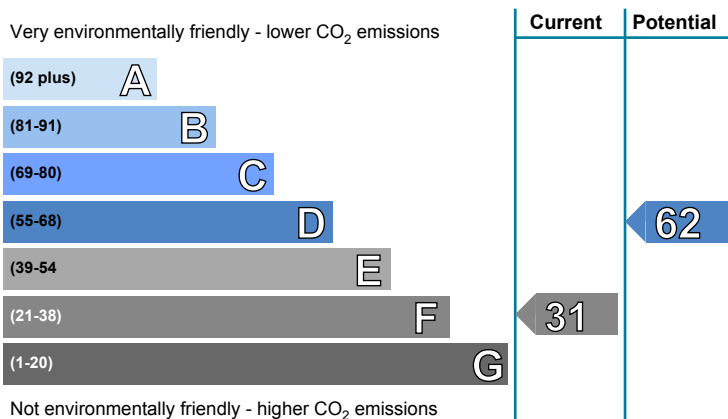 Current Potential
Very environmentally friendly - lower CO2 emissions
(92 plus) A
(81-91) B
(69-80) C
(55-68) D 62
(39-54 E
(21-38) F 31
(1-20) G
Not environmentally friendly - higher CO2 emissions